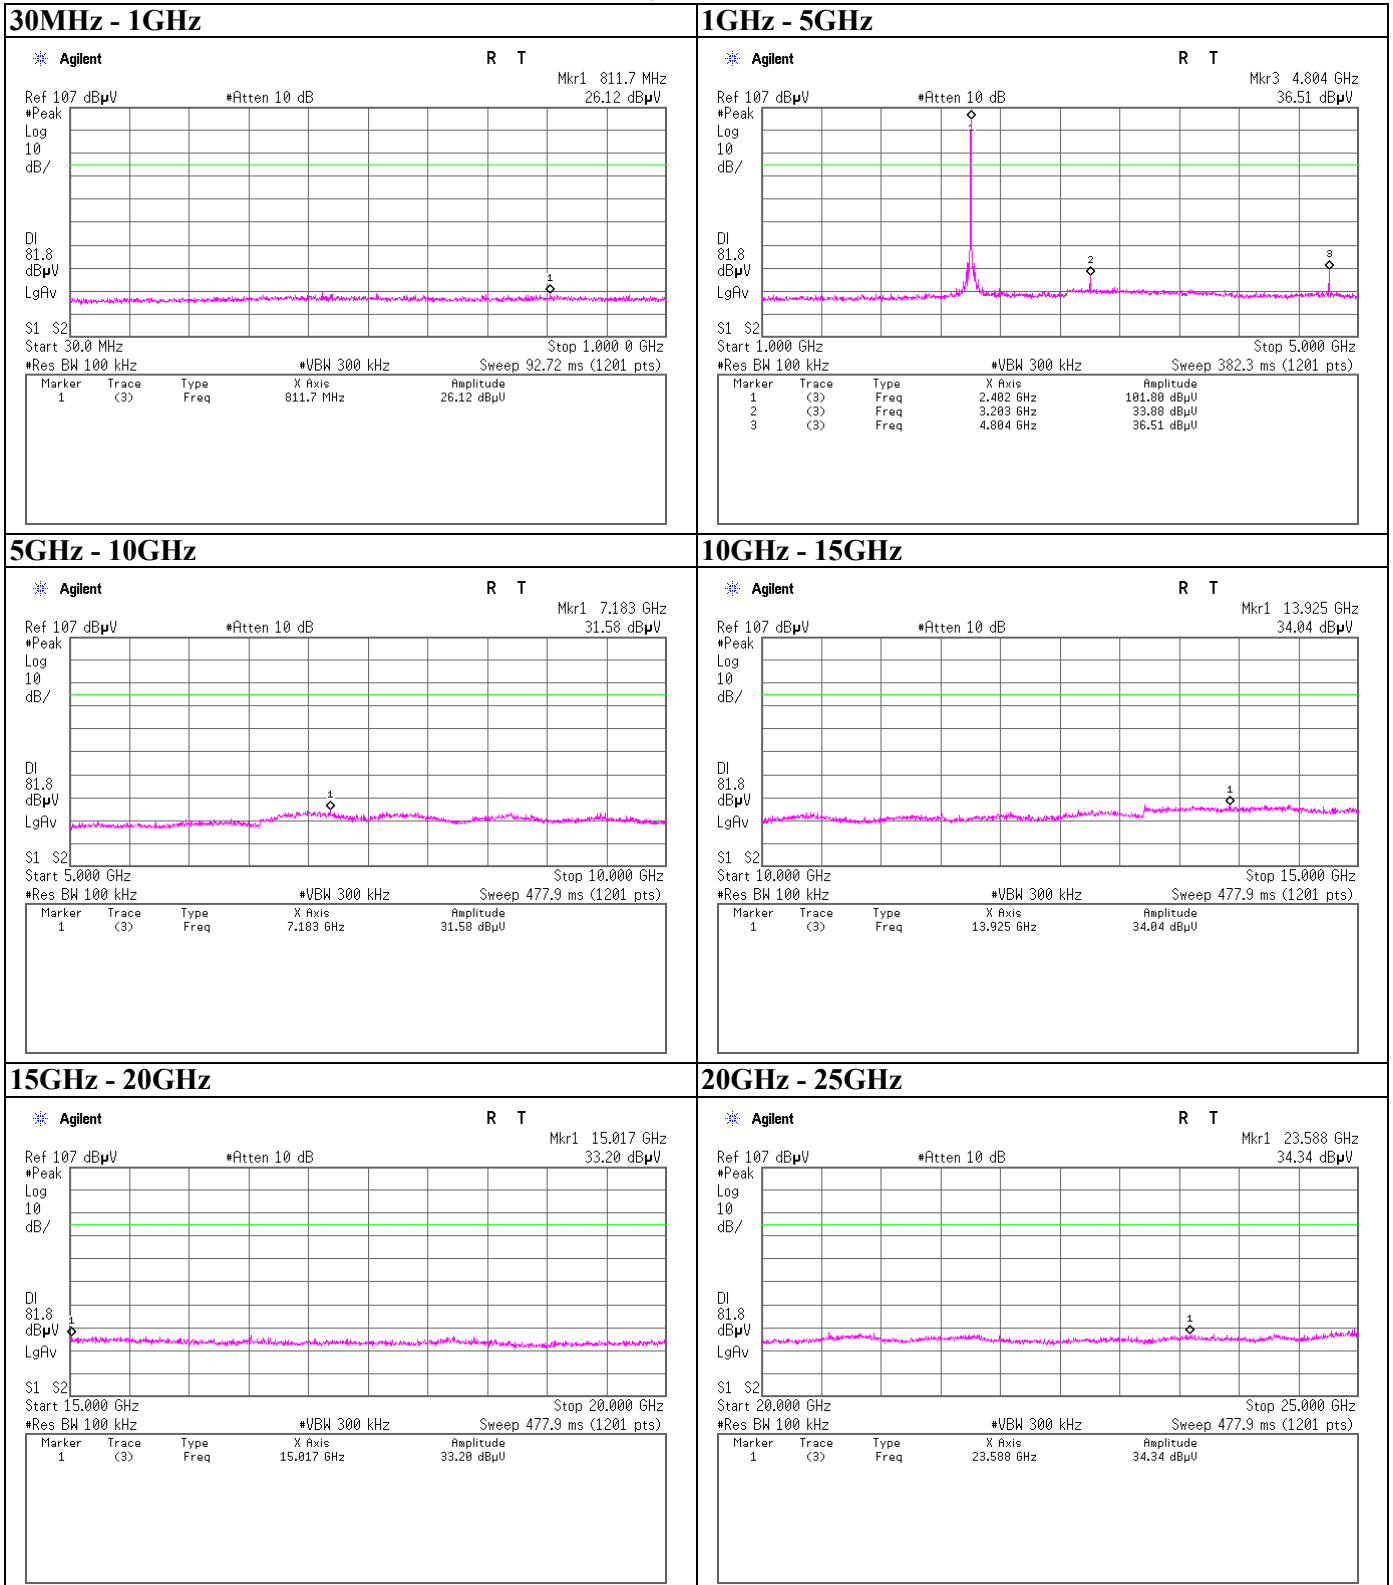 30MHz - 1GHz
Agilent R T
Mkr1 811.7 MHz
Ref 107 dBµV #Atten 10 dB 26.12 dBµV
#Peak
Log
10
dB/
DI
81.8
dBµV
LgAv
1
S1 S2
Start 30.0 MHz Stop 1.000 0 GHz
#Res BW 100 kHz #VBW 300 kHz Sweep 92.72 ms (1201 pts)
Marker Trace Type X Axis Amplitude
1 (3) Freq 811.7 MHz 26.12 dBµV
1GHz - 5GHz
Agilent R T
Mkr3 4.804 GHz
Ref 107 dBµV #Atten 10 dB 36.51 dBµV
#Peak
Log
10
dB/
DI
81.8
dBµV
LgAv
1
2
3
S1 S2
Start 1.000 GHz Stop 5.000 GHz
#Res BW 100 kHz #VBW 300 kHz Sweep 382.3 ms (1201 pts)
Marker Trace Type X Axis Amplitude
1 (3) Freq 2.402 GHz 101.80 dBµV
2 (3) Freq 3.203 GHz 33.88 dBµV
3 (3) Freq 4.804 GHz 36.51 dBµV
5GHz - 10GHz
Agilent R T
Mkr1 7.183 GHz
Ref 107 dBµV #Atten 10 dB 31.58 dBµV
#Peak
Log
10
dB/
DI
81.8
dBµV
LgAv
1
S1 S2
Start 5.000 GHz Stop 10.000 GHz
#Res BW 100 kHz #VBW 300 kHz Sweep 477.9 ms (1201 pts)
Marker Trace Type X Axis Amplitude
1 (3) Freq 7.183 GHz 31.58 dBµV
10GHz - 15GHz
Agilent R T
Mkr1 13.925 GHz
Ref 107 dBµV #Atten 10 dB 34.04 dBµV
#Peak
Log
10
dB/
DI
81.8
dBµV
LgAv
1
S1 S2
Start 10.000 GHz Stop 15.000 GHz
#Res BW 100 kHz #VBW 300 kHz Sweep 477.9 ms (1201 pts)
Marker Trace Type X Axis Amplitude
1 (3) Freq 13.925 GHz 34.04 dBµV
15GHz - 20GHz
Agilent R T
Mkr1 15.017 GHz
Ref 107 dBµV #Atten 10 dB 33.20 dBµV
#Peak
Log
10
dB/
DI
81.8
dBµV
LgAv
1
S1 S2
Start 15.000 GHz Stop 20.000 GHz
#Res BW 100 kHz #VBW 300 kHz Sweep 477.9 ms (1201 pts)
Marker Trace Type X Axis Amplitude
1 (3) Freq 15.017 GHz 33.20 dBµV
20GHz - 25GHz
Agilent R T
Mkr1 23.588 GHz
Ref 107 dBµV #Atten 10 dB 34.34 dBµV
#Peak
Log
10
dB/
DI
81.8
dBµV
LgAv
1
S1 S2
Start 20.000 GHz Stop 25.000 GHz
#Res BW 100 kHz #VBW 300 kHz Sweep 477.9 ms (1201 pts)
Marker Trace Type X Axis Amplitude
1 (3) Freq 23.588 GHz 34.34 dBµV